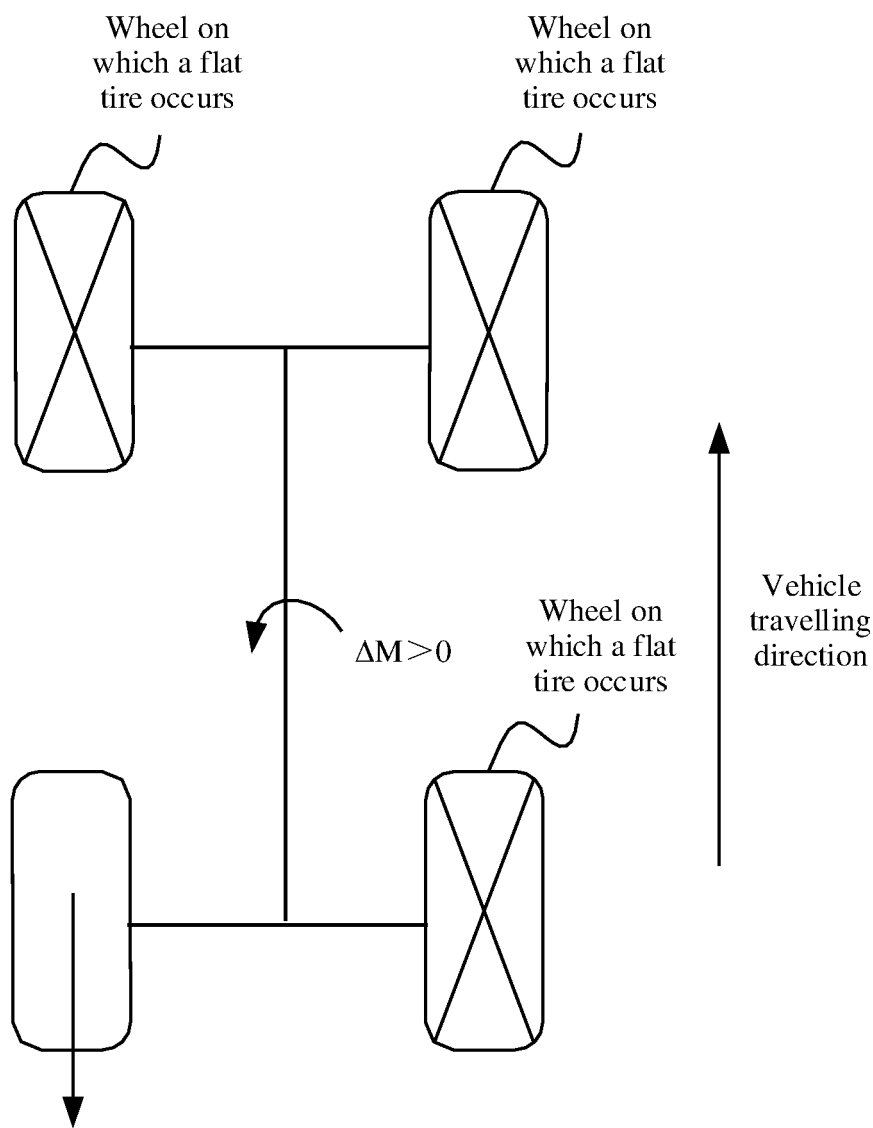 Wheel on
which a flat
tire occurs
Wheel on
which a flat
tire occurs
Wheel on
which a flat
tire occurs
ΔM>0
Vehicle
travelling
direction